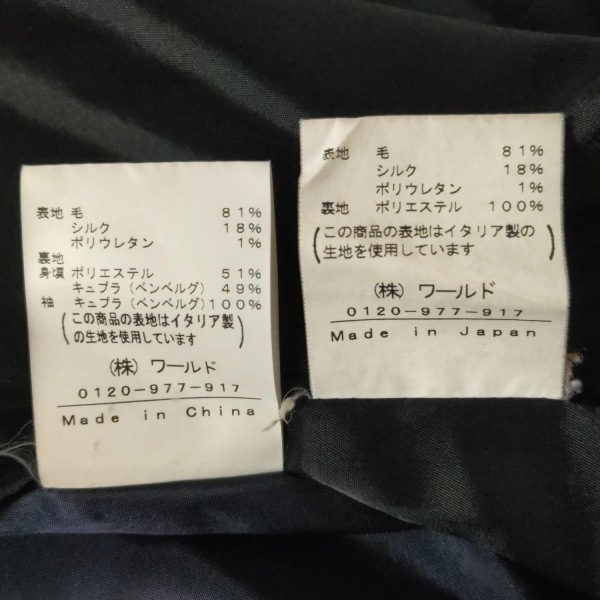 表地 毛 81%
シルク 18%
ポリウレタン 1%
裏地
身頃 ポリエステル 51%
キュプラ(ベンベルグ) 49%
袖 キュプラ(ベンベルグ)100%
(この商品の表地はイタリア製
の生地を使用しています)
(株) ワールド
0120-977-917
Made in China
表地 毛 81%
シルク 18%
ポリウレタン 1%
裏地 ポリエステル 100%
(この商品の表地はイタリア製の
生地を使用しています)
(株) ワールド
0120-977-917
Made in Japan